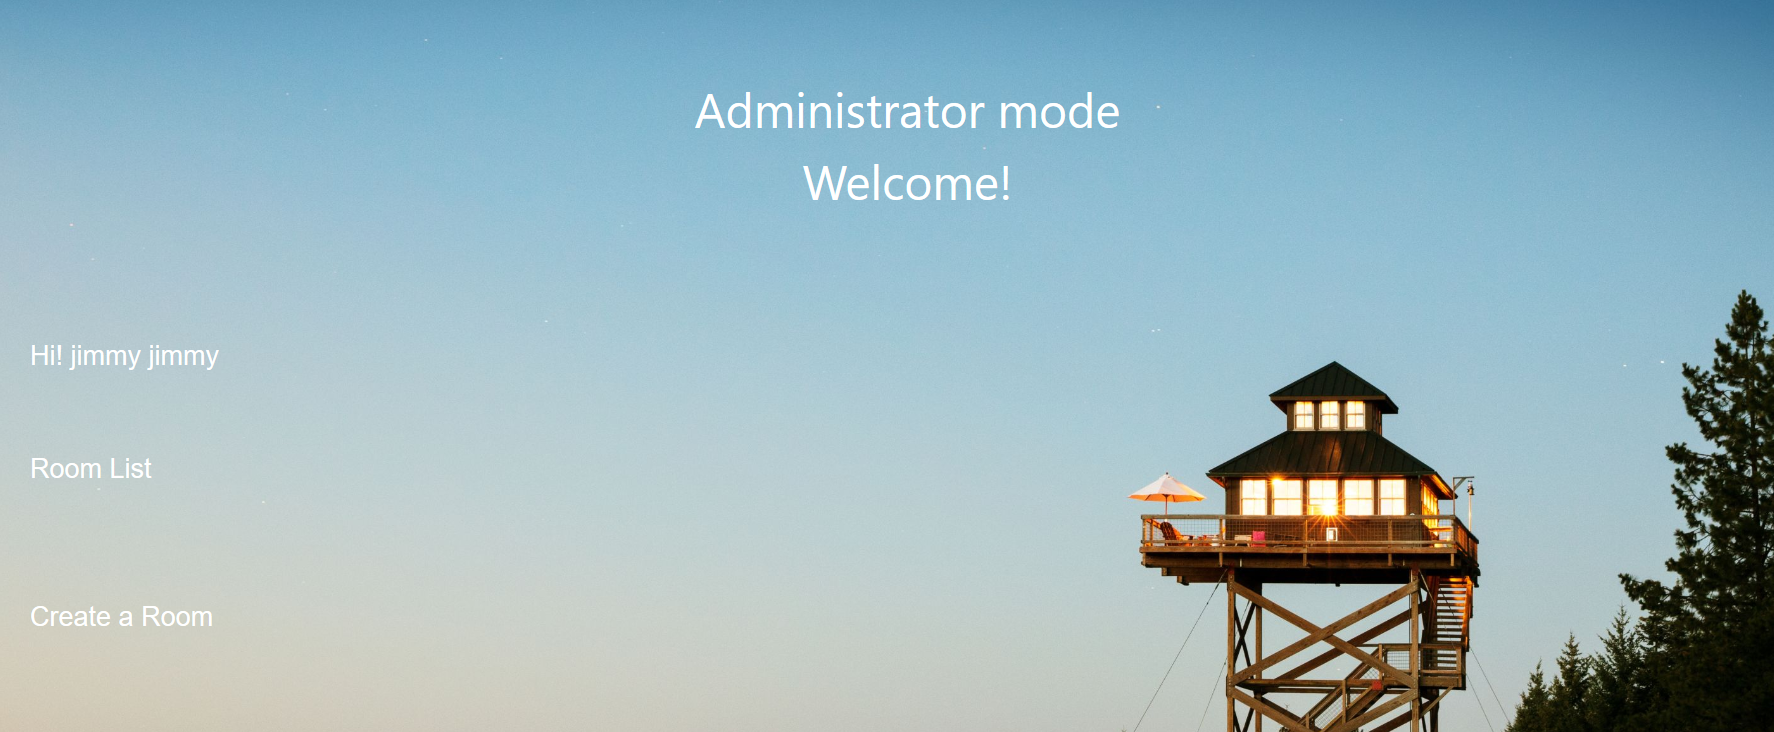 Administrator mode
Welcome!
Hi! jimmy jimmy
Room List
Create a Room